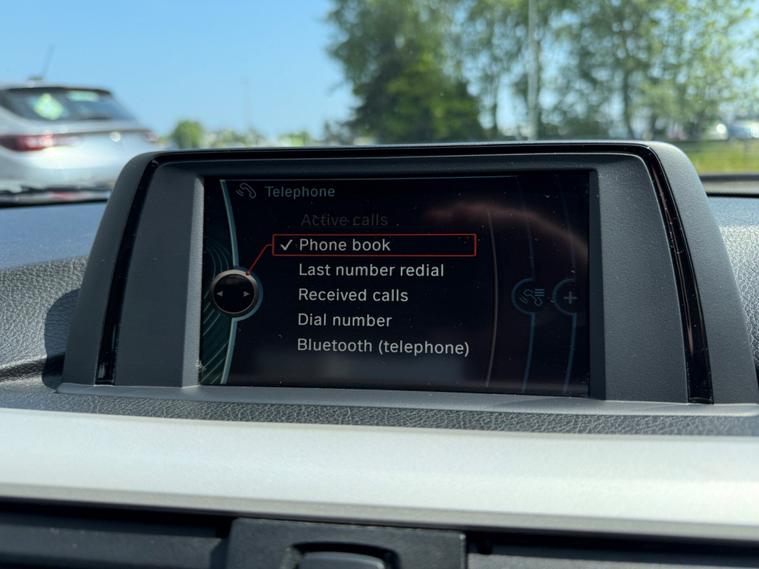 Telephone
Active calls
Phone book
Last number redial
Received calls
Dial number
Bluetooth (telephone)